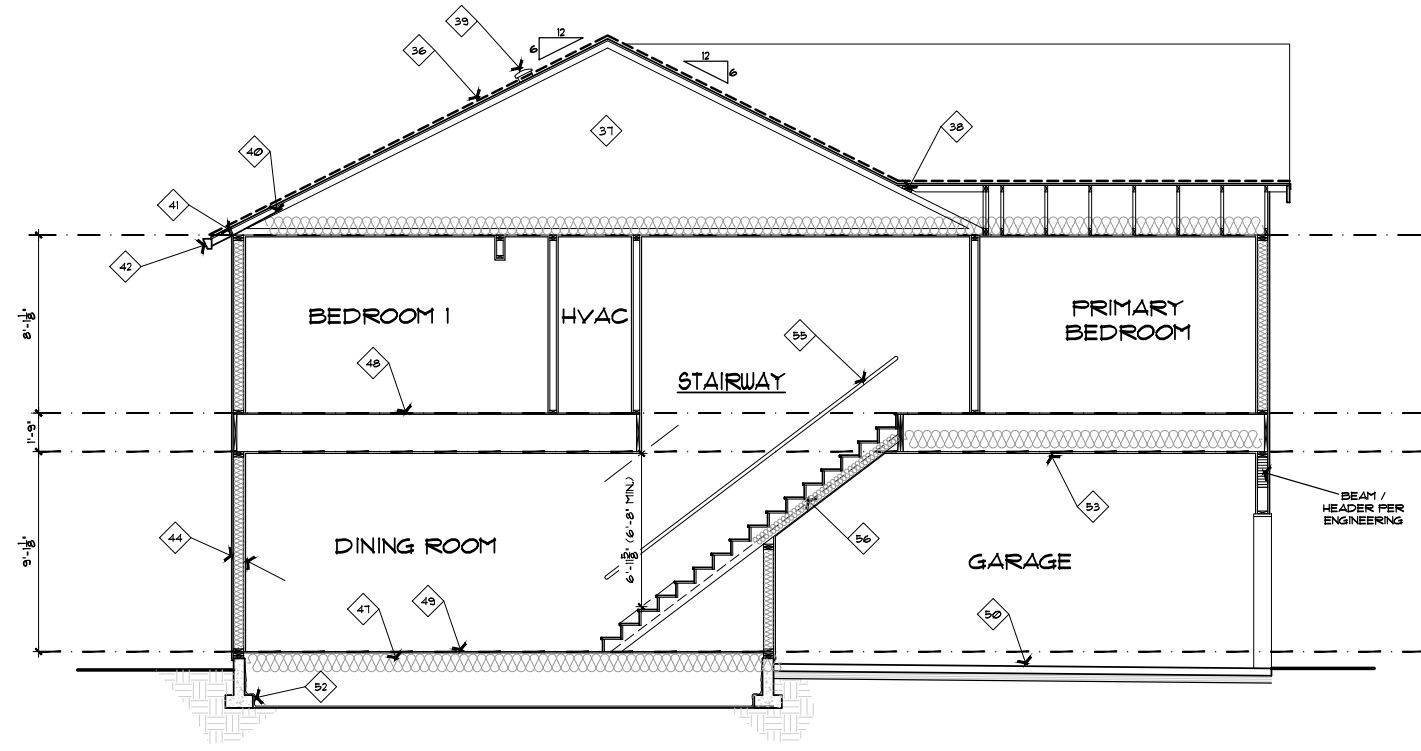 39
12
6
36
12
6
37
38
40
41
42
8'-1 1/8"
BEDROOM 1
HVAC
PRIMARY
BEDROOM
55
STAIRWAY
48
1'-9"
6'-11 5/8" (6'-8" MIN.)
53
BEAM /
HEADER PER
ENGINEERING
44
9'-1 1/8"
DINING ROOM
56
GARAGE
47
49
50
52